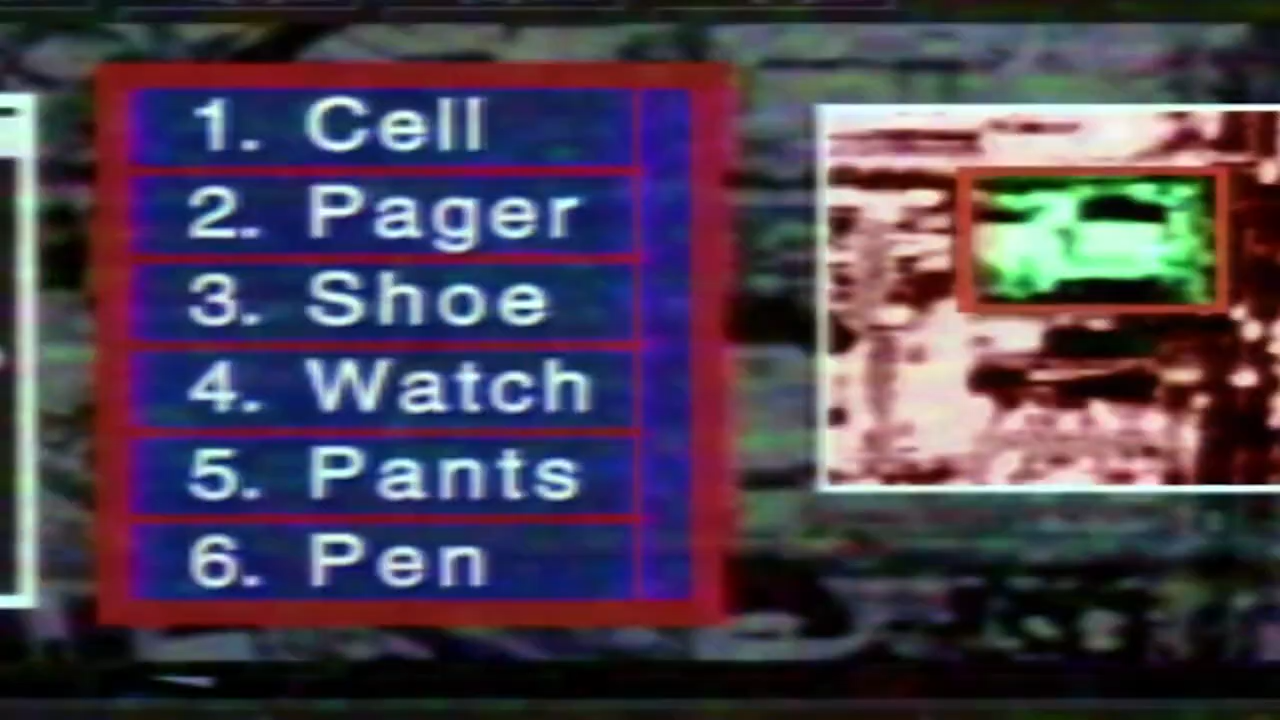 1. Cell
2. Pager
3. Shoe
4. Watch
5. Pants
6. Pen